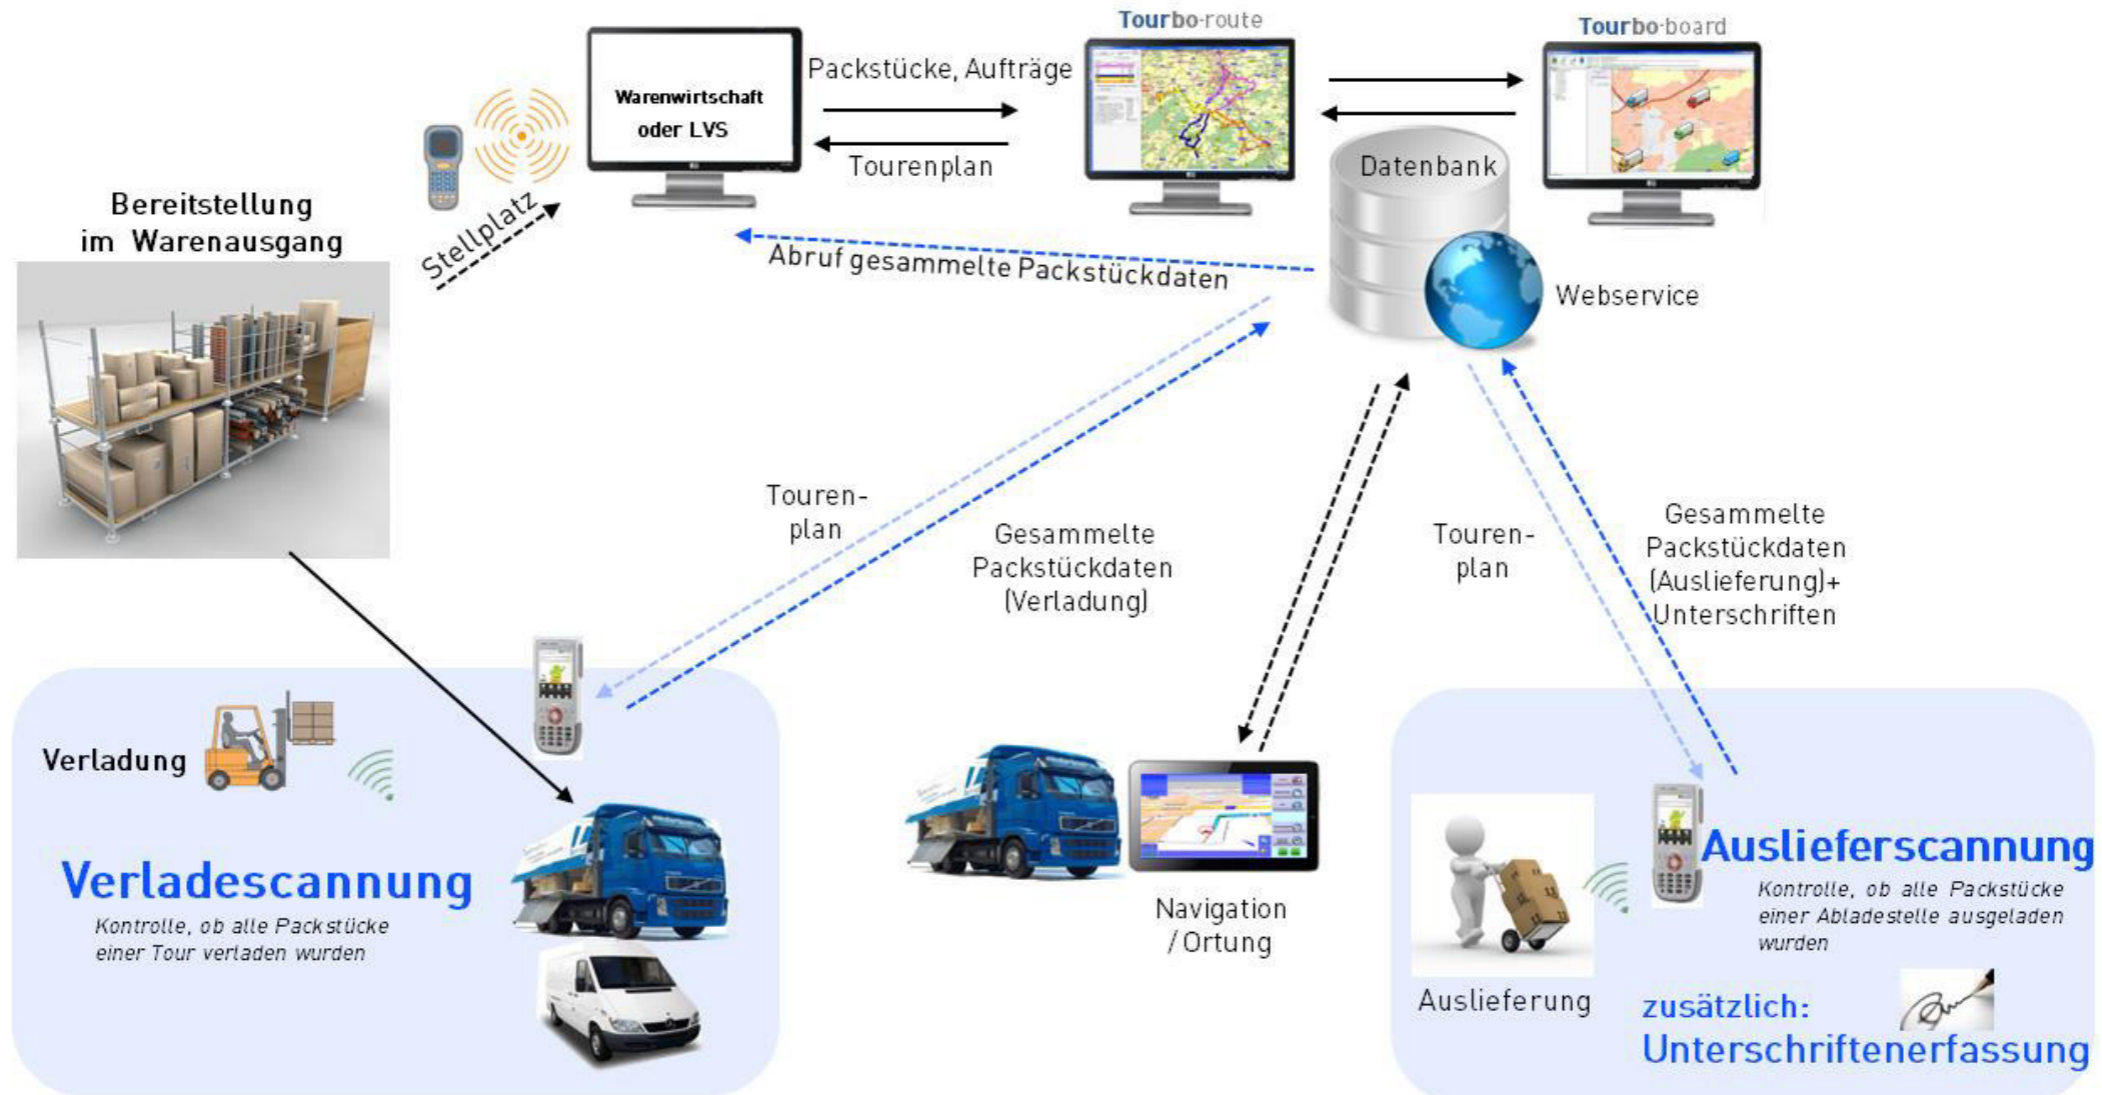 Tourbo-route
Tourbo-board
Packstücke, Aufträge
Warenwirtschaft
oder LVS
Tourenplan
Datenbank
Bereitstellung
im Warenausgang
Stellplatz
Abruf gesammelte Packstückdaten
Webservice
Touren-
plan
Gesammelte
Packstückdaten
(Verladung)
Touren-
plan
Gesammelte
Packstückdaten
(Auslieferung)+
Unterschriften
Verladung
Verladescannung
Kontrolle, ob alle Packstücke
einer Tour verladen wurden
Navigation
/ Ortung
Auslieferscannung
Kontrolle, ob alle Packstücke
einer Abladestelle ausgeladen
wurden
Auslieferung
zusätzlich:
Unterschriftenerfassung